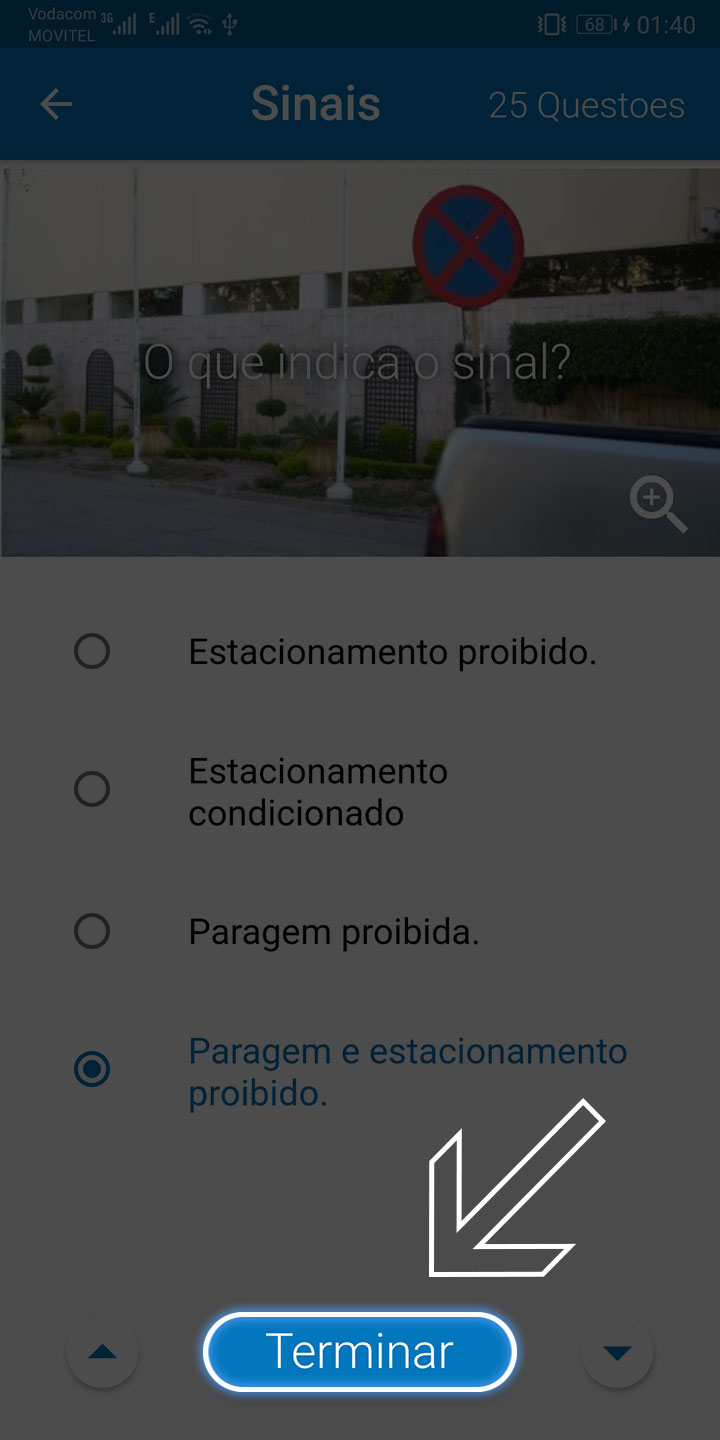 Vodacom 3G E 68 01:40
MOVITEL
Sinais 25 Questoes
O que indica o sinal?
Estacionamento proibido.
Estacionamento
condicionado
Paragem proibida.
Paragem e estacionamento
proibido.
Terminar